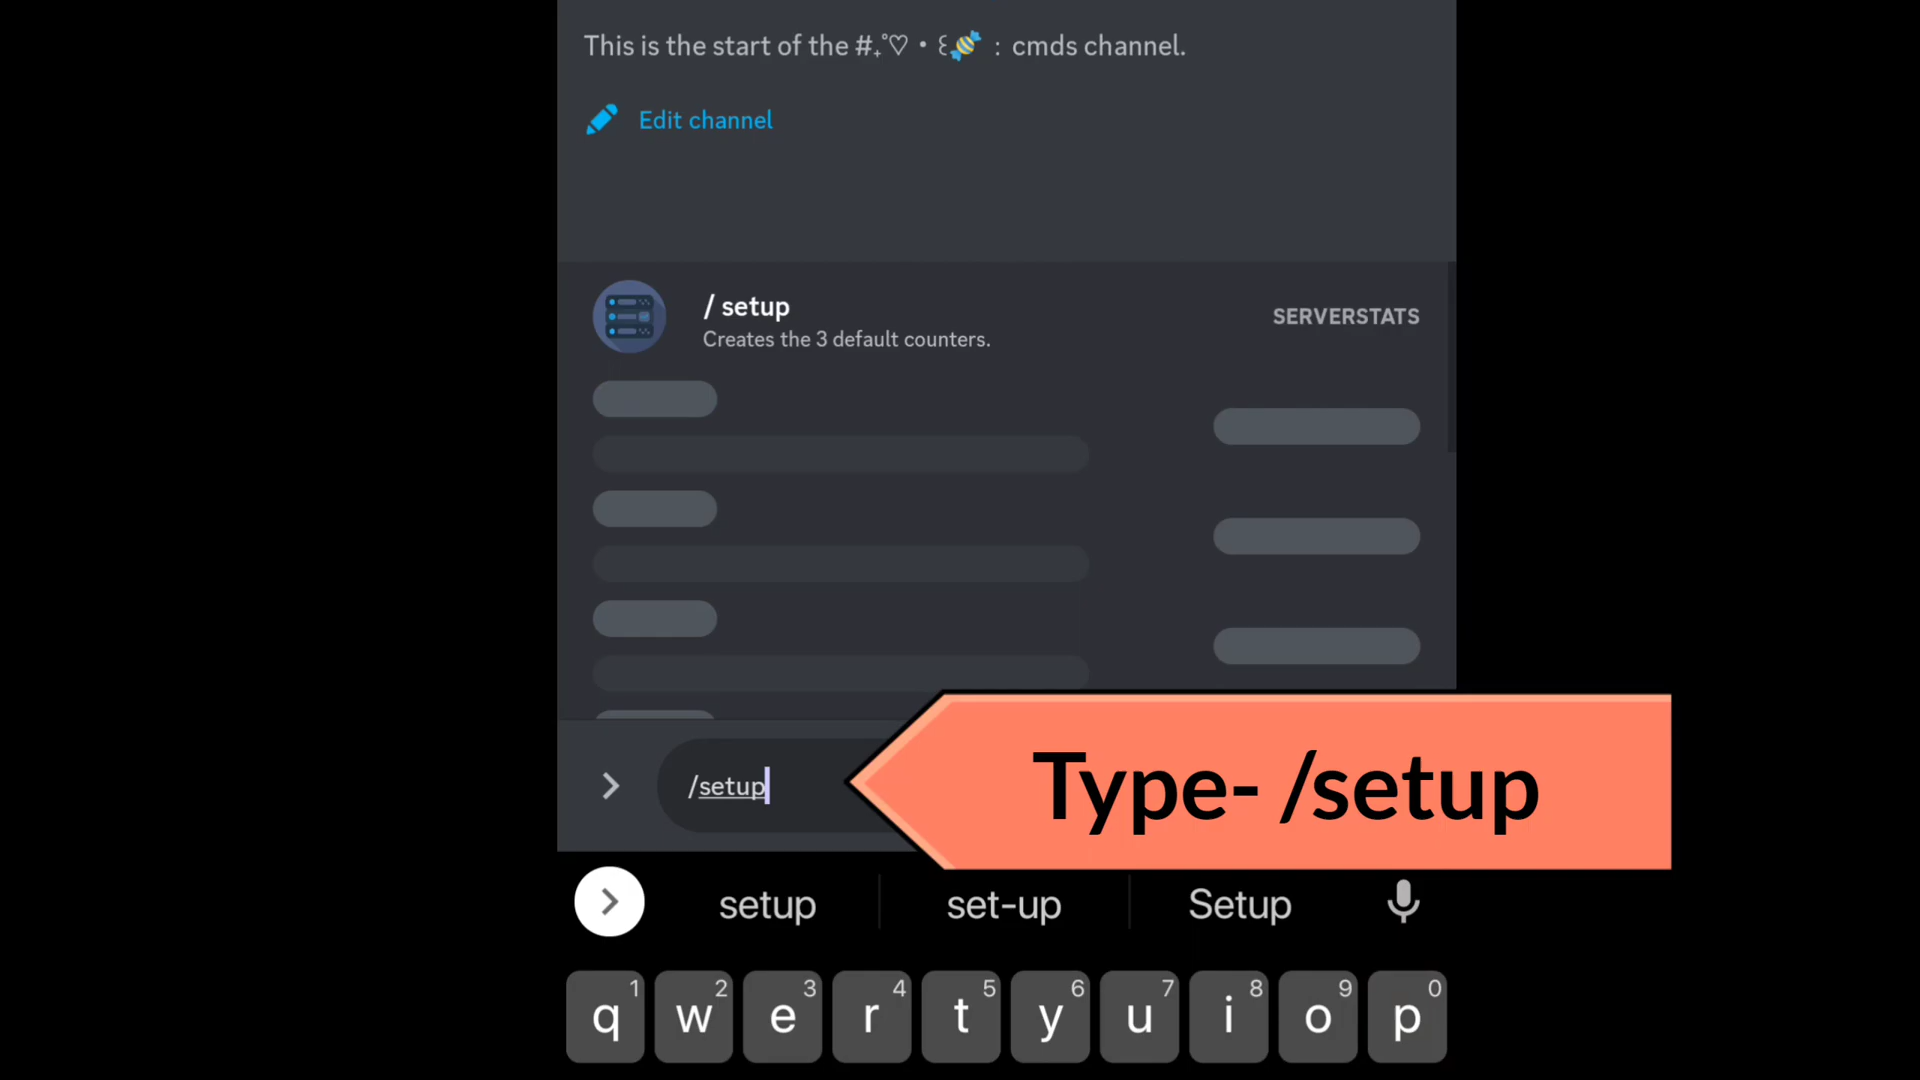 This is the start of the #₊˚♡・꒰🍬 : cmds channel.
Edit channel
/ setup
SERVERSTATS
Creates the 3 default counters.
/setup
Type- /setup
setup set-up Setup
1 2 3 4 5 6 7 8 9 0
q w e r t y u i o p